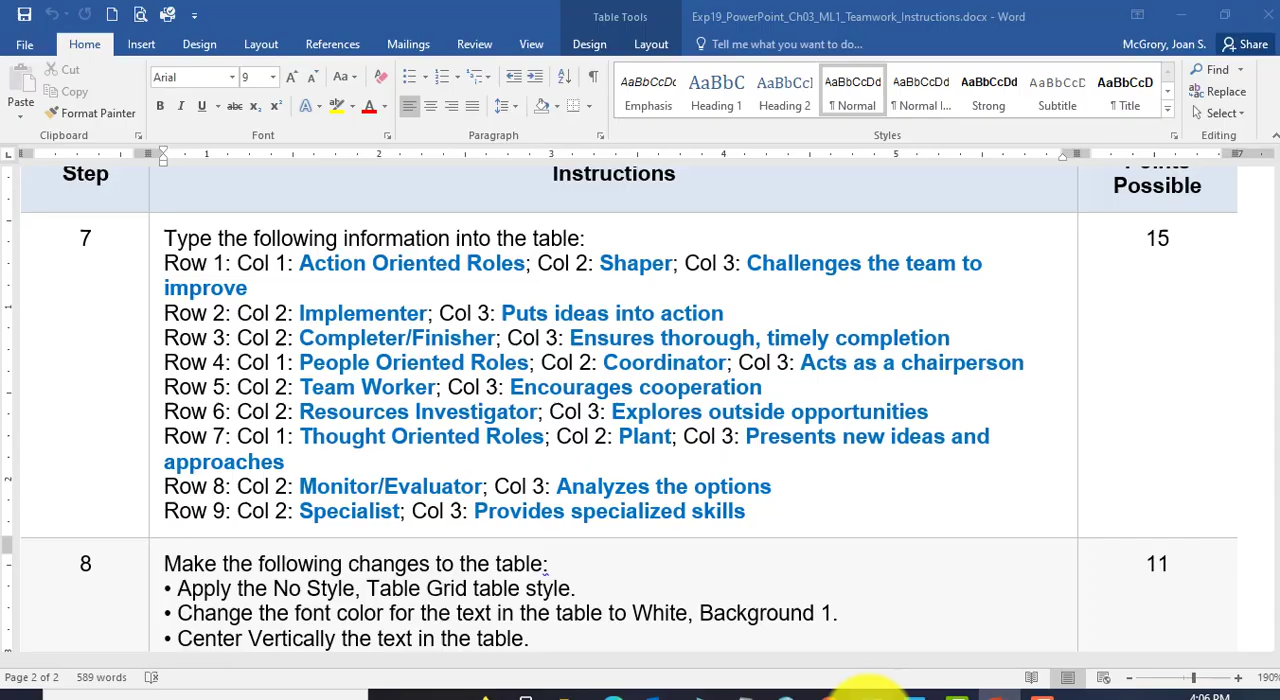 Table Tools
Exp19_PowerPoint_Ch03_ML1_Teamwork_Instructions.docx - Word
File Home Insert Design Layout References Mailings Review View Design Layout Tell me what you want to do... McGrory, Joan S. Share
Paste
Cut
Copy
Format Painter
Arial 9
AaBbCcDc AaBbC AaBbCcl AaBbCcDd AaBbCcDd AaBbCcDd AaBbCcD AaBbCcD
Emphasis Heading 1 Heading 2 ¶ Normal ¶ Normal I... Strong Subtitle ¶ Title
Find
Replace
Select
Clipboard Font Paragraph Styles Editing
1 2 3 4 5 7
Step Instructions Points
Possible
7 Type the following information into the table: 15
Row 1: Col 1: Action Oriented Roles; Col 2: Shaper; Col 3: Challenges the team to
improve
Row 2: Col 2: Implementer; Col 3: Puts ideas into action
Row 3: Col 2: Completer/Finisher; Col 3: Ensures thorough, timely completion
Row 4: Col 1: People Oriented Roles; Col 2: Coordinator; Col 3: Acts as a chairperson
Row 5: Col 2: Team Worker; Col 3: Encourages cooperation
Row 6: Col 2: Resources Investigator; Col 3: Explores outside opportunities
Row 7: Col 1: Thought Oriented Roles; Col 2: Plant; Col 3: Presents new ideas and
approaches
Row 8: Col 2: Monitor/Evaluator; Col 3: Analyzes the options
Row 9: Col 2: Specialist; Col 3: Provides specialized skills
8 Make the following changes to the table: 11
• Apply the No Style, Table Grid table style.
• Change the font color for the text in the table to White, Background 1.
• Center Vertically the text in the table.
Page 2 of 2 589 words 190%
4:06 PM